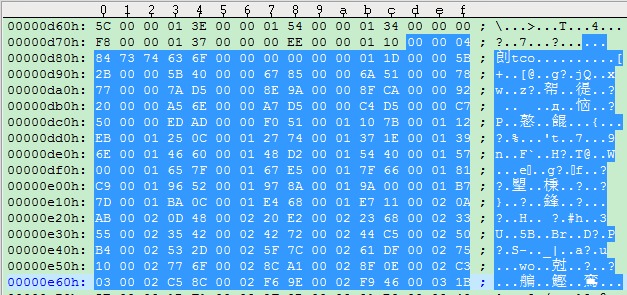 0 1 2 3 4 5 6 7 8 9 a b c d e f
00000d60h: 5C 00 00 01 3E 00 00 01 54 00 00 01 34 00 00 00 ; \...>...T...4...
00000d70h: F8 00 00 01 37 00 00 00 EE 00 00 01 10 00 00 04 ; ?..7...?......
00000d80h: 84 73 74 63 6F 00 00 00 00 00 00 01 1D 00 00 5B ; 剆tco..........[
00000d90h: 2B 00 00 5B 40 00 00 67 85 00 00 6A 51 00 00 78 ; +..[@..g?.jQ..x
00000da0h: 77 00 00 7A D5 00 00 8E 9A 00 00 8F CA 00 00 92
00000db0h: 20 00 00 A5 6E 00 00 A7 D5 00 00 C4 D5 00 00 C7
00000dc0h: 50 00 00 ED AD 00 00 F0 51 00 01 10 7B 00 01 12
00000dd0h: EB 00 01 25 0C 00 01 27 74 00 01 37 1E 00 01 39 ; ?.%...'t..7...9
00000de0h: 6E 00 01 46 60 00 01 48 D2 00 01 54 40 00 01 57 ; n..F`..H?.T@..W
00000df0h: 00 00 01 65 7F 00 01 67 E5 00 01 7F 66 00 01 81
00000e00h: C9 00 01 96 52 00 01 97 8A 00 01 9A 00 00 01 B7
00000e10h: 7D 00 01 BA 0C 00 01 E4 68 00 01 E7 11 00 02 0A
00000e20h: AB 00 02 0D 48 00 02 20 E2 00 02 23 68 00 02 33 ; ?..H.. ?.#h..3
00000e30h: 55 00 02 35 42 00 02 42 72 00 02 44 C5 00 02 50 ; U..5B..Br..D?.P
00000e40h: B4 00 02 53 2D 00 02 5F 7C 00 02 61 DF 00 02 75 ; ?.S-.._|..a?.u
00000e50h: 10 00 02 77 6F 00 02 8C A1 00 02 8F 0E 00 02 C3
00000e60h: 03 00 02 C5 8C 00 02 F6 9E 00 02 F9 46 00 03 1B